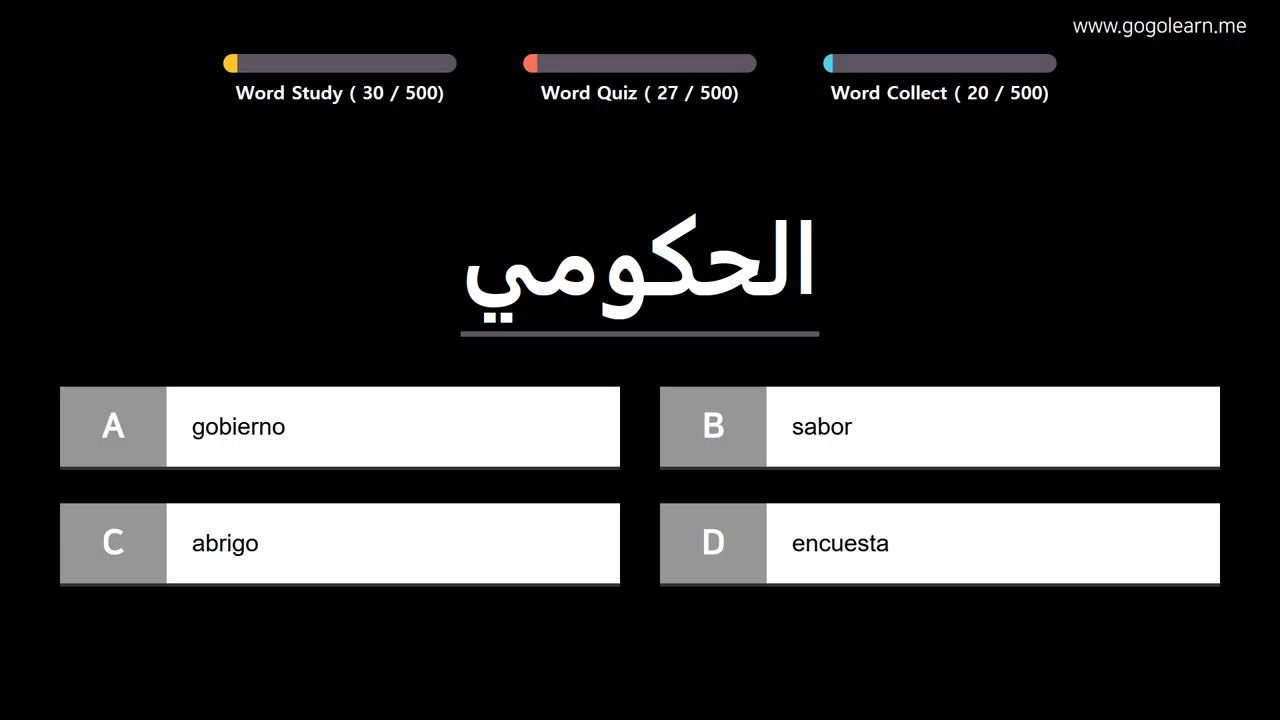 www.gogolearn.me
Word Study ( 30 / 500)
Word Quiz ( 27 / 500)
Word Collect ( 20 / 500)
الحكومي
A gobierno
B sabor
C abrigo
D encuesta